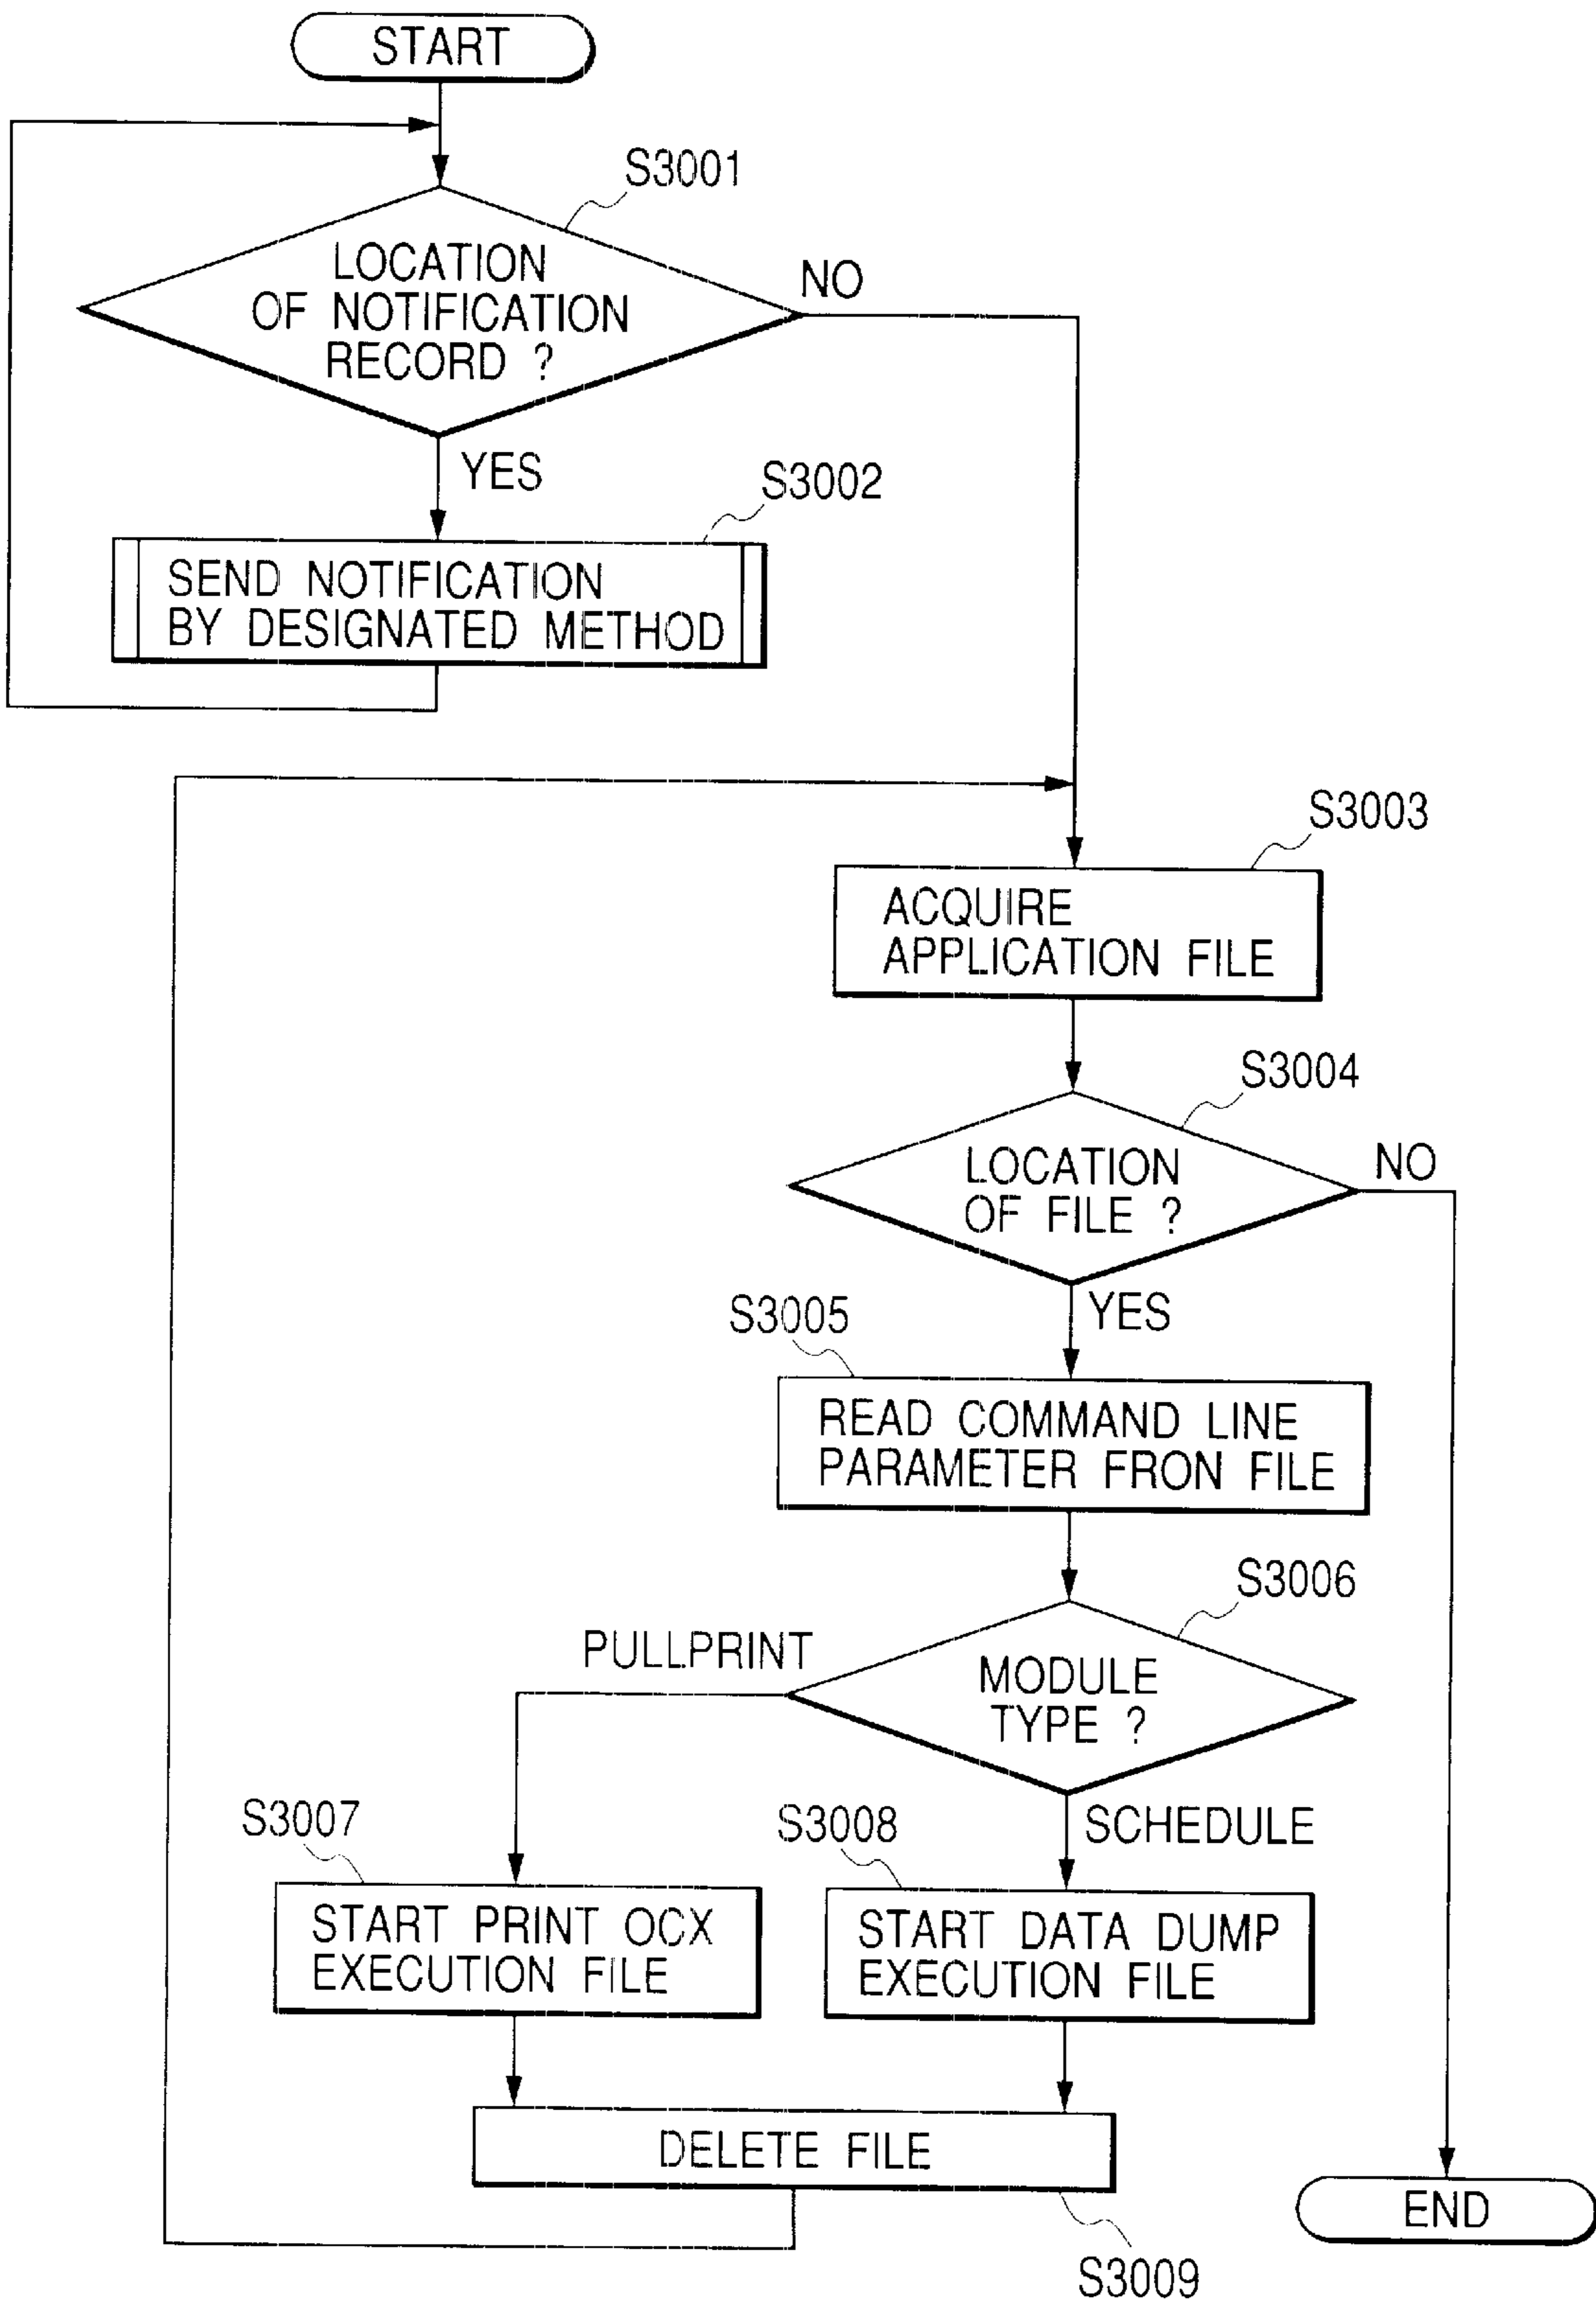 START
S3001
LOCATION
OF NOTIFICATION
RECORD ?
NO
YES
S3002
SEND NOTIFICATION
BY DESIGNATED METHOD
S3003
ACQUIRE
APPLICATION FILE
S3004
LOCATION
OF FILE ?
NO
YES
S3005
READ COMMAND LINE
PARAMETER FRON FILE
S3006
MODULE
TYPE ?
PULLPRINT
SCHEDULE
S3007
START PRINT OCX
EXECUTION FILE
S3008
START DATA DUMP
EXECUTION FILE
DELETE FILE
S3009
END